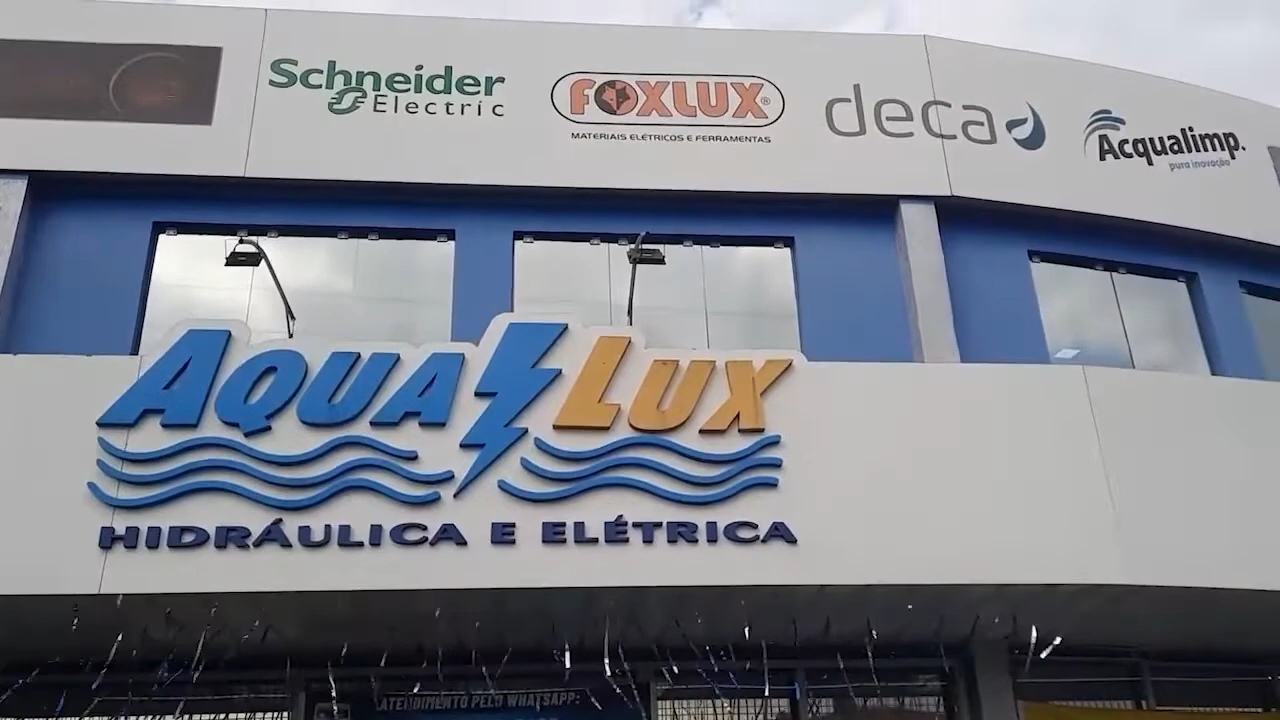 Schneider
Electric
FOXLUX®
MATERIAIS ELÉTRICOS E FERRAMENTAS
deca
Acqualimp.
pura inovação
AQUA LUX
HIDRÁULICA E ELÉTRICA
ATENDIMENTO PELO WHATSAPP: